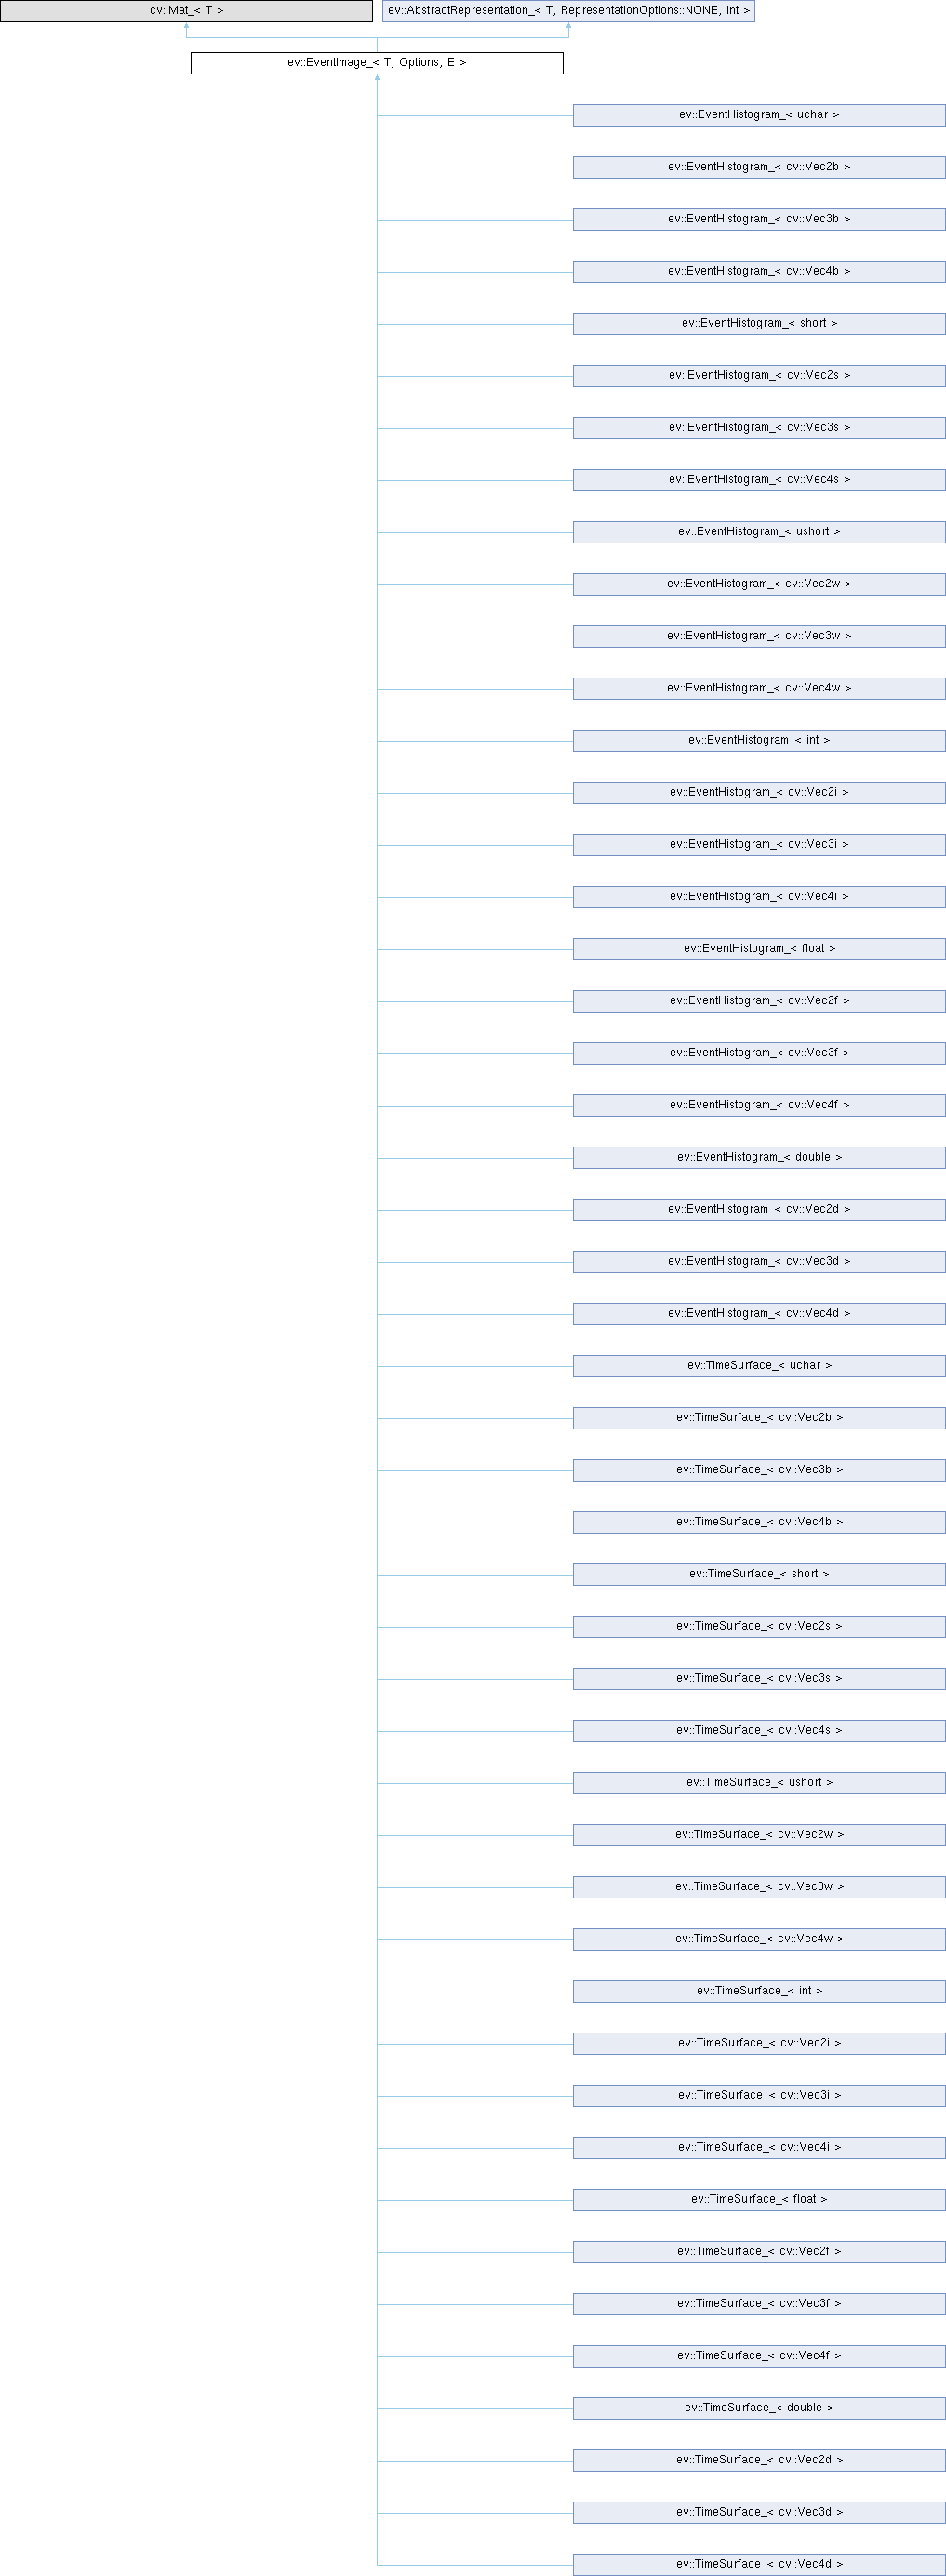 cv::Mat_< T >
ev::AbstractRepresentation_< T, RepresentationOptions::NONE, int >
ev::EventImage_< T, Options, E >
ev::EventHistogram_< uchar >
ev::EventHistogram_< cv::Vec2b >
ev::EventHistogram_< cv::Vec3b >
ev::EventHistogram_< cv::Vec4b >
ev::EventHistogram_< short >
ev::EventHistogram_< cv::Vec2s >
ev::EventHistogram_< cv::Vec3s >
ev::EventHistogram_< cv::Vec4s >
ev::EventHistogram_< ushort >
ev::EventHistogram_< cv::Vec2w >
ev::EventHistogram_< cv::Vec3w >
ev::EventHistogram_< cv::Vec4w >
ev::EventHistogram_< int >
ev::EventHistogram_< cv::Vec2i >
ev::EventHistogram_< cv::Vec3i >
ev::EventHistogram_< cv::Vec4i >
ev::EventHistogram_< float >
ev::EventHistogram_< cv::Vec2f >
ev::EventHistogram_< cv::Vec3f >
ev::EventHistogram_< cv::Vec4f >
ev::EventHistogram_< double >
ev::EventHistogram_< cv::Vec2d >
ev::EventHistogram_< cv::Vec3d >
ev::EventHistogram_< cv::Vec4d >
ev::TimeSurface_< uchar >
ev::TimeSurface_< cv::Vec2b >
ev::TimeSurface_< cv::Vec3b >
ev::TimeSurface_< cv::Vec4b >
ev::TimeSurface_< short >
ev::TimeSurface_< cv::Vec2s >
ev::TimeSurface_< cv::Vec3s >
ev::TimeSurface_< cv::Vec4s >
ev::TimeSurface_< ushort >
ev::TimeSurface_< cv::Vec2w >
ev::TimeSurface_< cv::Vec3w >
ev::TimeSurface_< cv::Vec4w >
ev::TimeSurface_< int >
ev::TimeSurface_< cv::Vec2i >
ev::TimeSurface_< cv::Vec3i >
ev::TimeSurface_< cv::Vec4i >
ev::TimeSurface_< float >
ev::TimeSurface_< cv::Vec2f >
ev::TimeSurface_< cv::Vec3f >
ev::TimeSurface_< cv::Vec4f >
ev::TimeSurface_< double >
ev::TimeSurface_< cv::Vec2d >
ev::TimeSurface_< cv::Vec3d >
ev::TimeSurface_< cv::Vec4d >